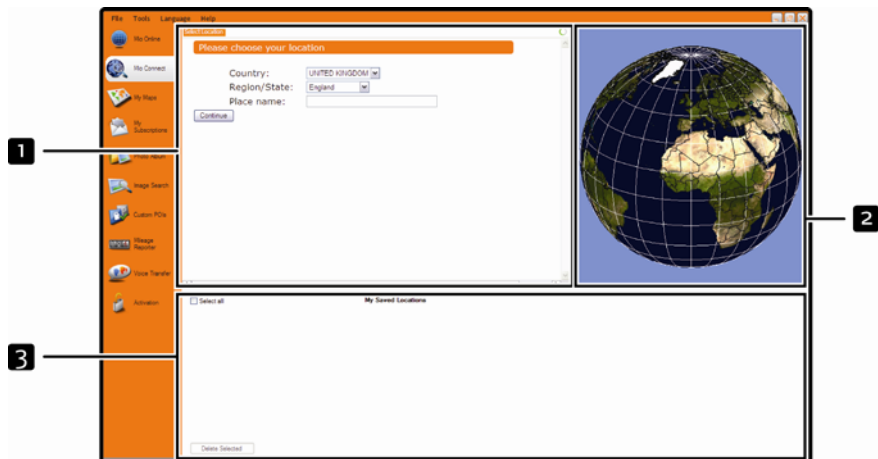 File Tools Language Help
Mio Online
Mio Connect
My Maps
My
Subscriptions
Photo Album
Image Search
Custom POIs
Mileage
Reporter
Voice Transfer
Activation
Select Location
Please choose your location
Country: UNITED KINGDOM
Region/State: England
Place name:
Continue
1
2
Select all
My Saved Locations
3
Delete Selected